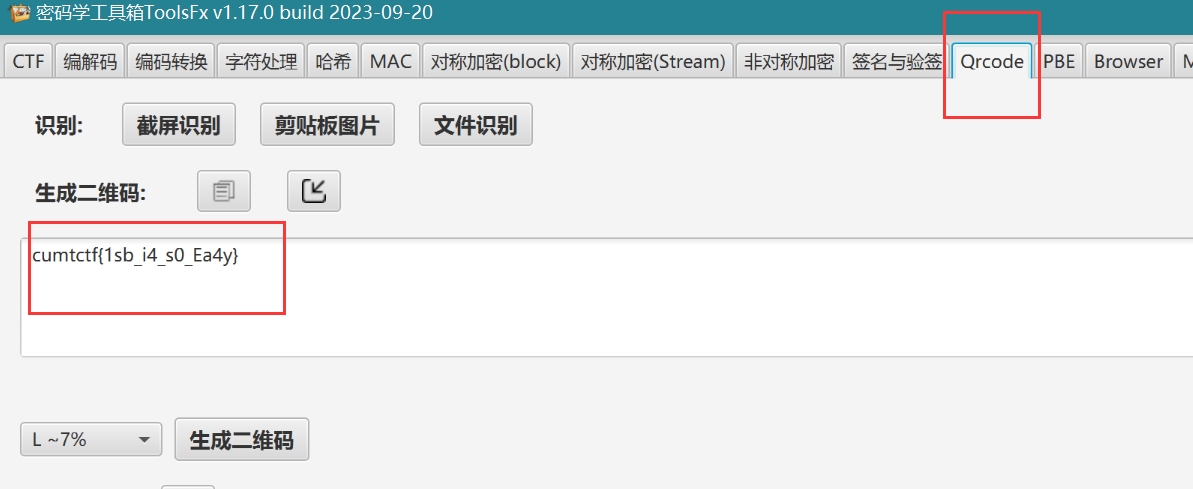 密码学工具箱ToolsFx v1.17.0 build 2023-09-20
CTF 编解码 编码转换 字符处理 哈希 MAC 对称加密(block) 对称加密(Stream) 非对称加密 签名与验签 Qrcode PBE Browser
识别: 截屏识别 剪贴板图片 文件识别
生成二维码:
cumtctf{1sb_i4_s0_Ea4y}
L ~7% 生成二维码